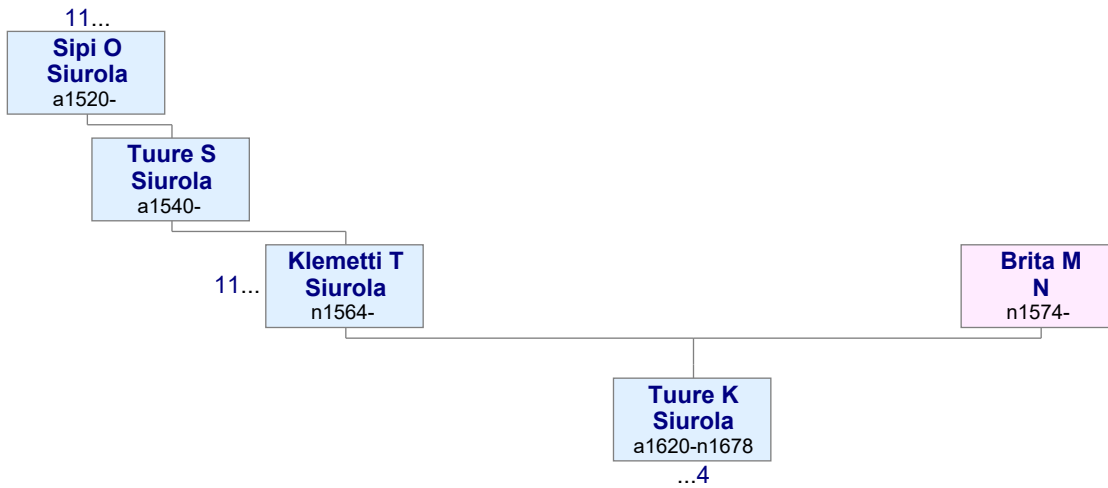 11...
Sipi O
Siurola
a1520-
Tuure S
Siurola
a1540-
11...
Klemetti T
Siurola
n1564-
Brita M
N
n1574-
Tuure K
Siurola
a1620-n1678
...4